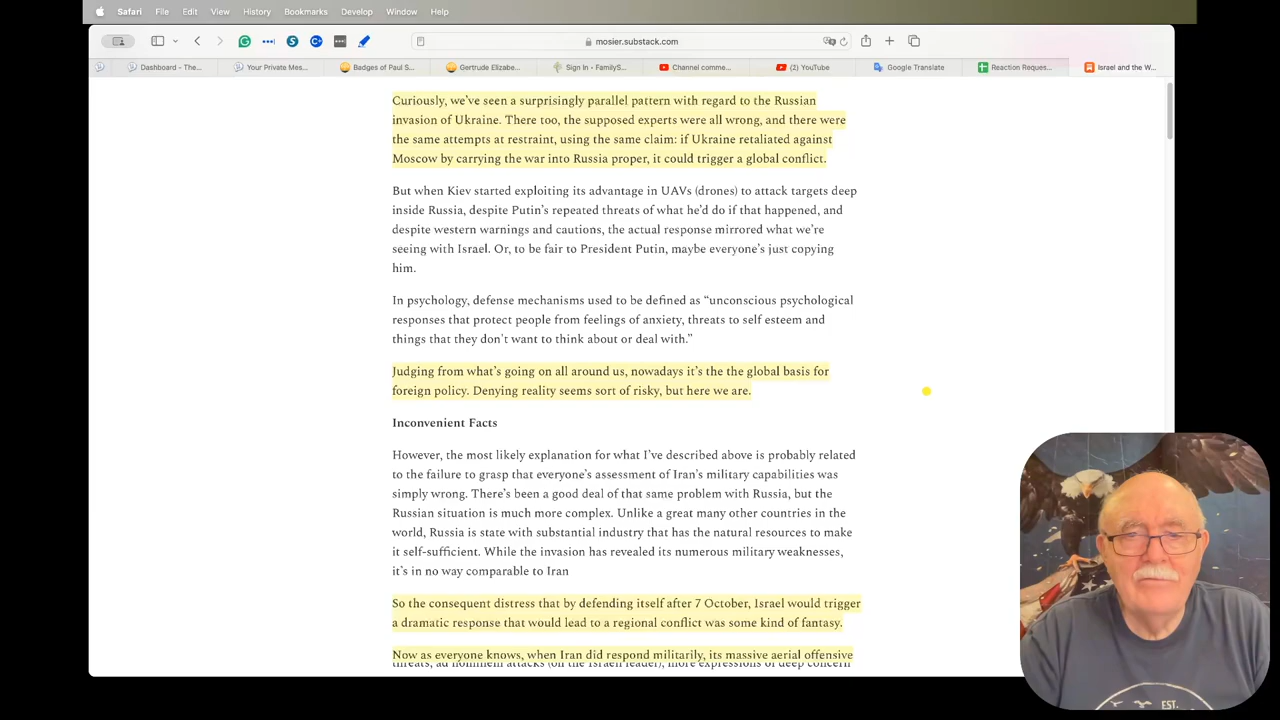 Safari File Edit View History Bookmarks Develop Window Help
mosier.substack.com
Dashboard - The... Your Private Mes... Badges of Paul S... Gertrude Elizabe... Sign In - FamilyS... Channel comme... (2) YouTube Google Translate Reaction Reques... Israel and the W...
Curiously, we’ve seen a surprisingly parallel pattern with regard to the Russian
invasion of Ukraine. There too, the supposed experts were all wrong, and there were
the same attempts at restraint, using the same claim: if Ukraine retaliated against
Moscow by carrying the war into Russia proper, it could trigger a global conflict.
But when Kiev started exploiting its advantage in UAVs (drones) to attack targets deep
inside Russia, despite Putin’s repeated threats of what he’d do if that happened, and
despite western warnings and cautions, the actual response mirrored what we’re
seeing with Israel. Or, to be fair to President Putin, maybe everyone’s just copying
him.
In psychology, defense mechanisms used to be defined as “unconscious psychological
responses that protect people from feelings of anxiety, threats to self esteem and
things that they don't want to think about or deal with.”
Judging from what’s going on all around us, nowadays it’s the the global basis for
foreign policy. Denying reality seems sort of risky, but here we are.
Inconvenient Facts
However, the most likely explanation for what I’ve described above is probably related
to the failure to grasp that everyone’s assessment of Iran’s military capabilities was
simply wrong. There’s been a good deal of that same problem with Russia, but the
Russian situation is much more complex. Unlike a great many other countries in the
world, Russia is state with substantial industry that has the natural resources to make
it self-sufficient. While the invasion has revealed its numerous military weaknesses,
it’s in no way comparable to Iran
So the consequent distress that by defending itself after 7 October, Israel would trigger
a dramatic response that would lead to a regional conflict was some kind of fantasy.
Now as everyone knows, when Iran did respond militarily, its massive aerial offensive
threats, ad hominem attacks (on the Israeli leader), more expressions of deep concern
EST.